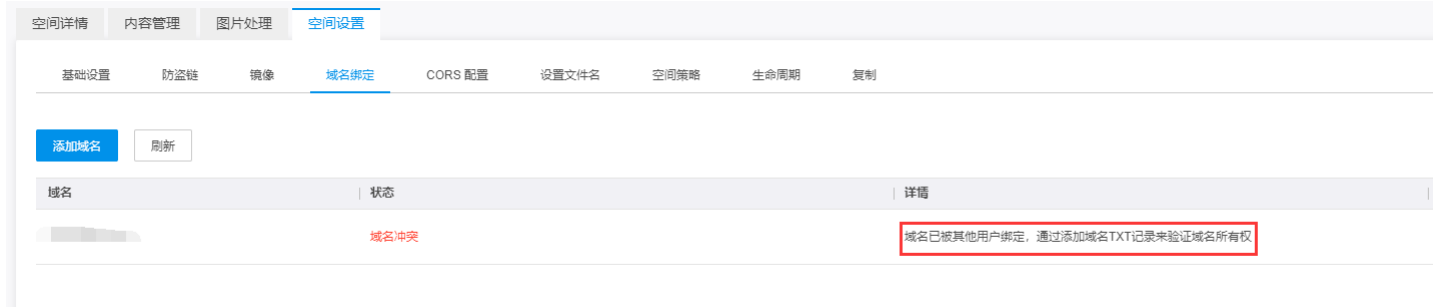 空间详情 内容管理 图片处理 空间设置
基础设置 防盗链 镜像 域名绑定 CORS 配置 设置文件名 空间策略 生命周期 复制
添加域名 刷新
域名 状态 详情
域名冲突 域名已被其他用户绑定，通过添加域名TXT记录来验证域名所有权